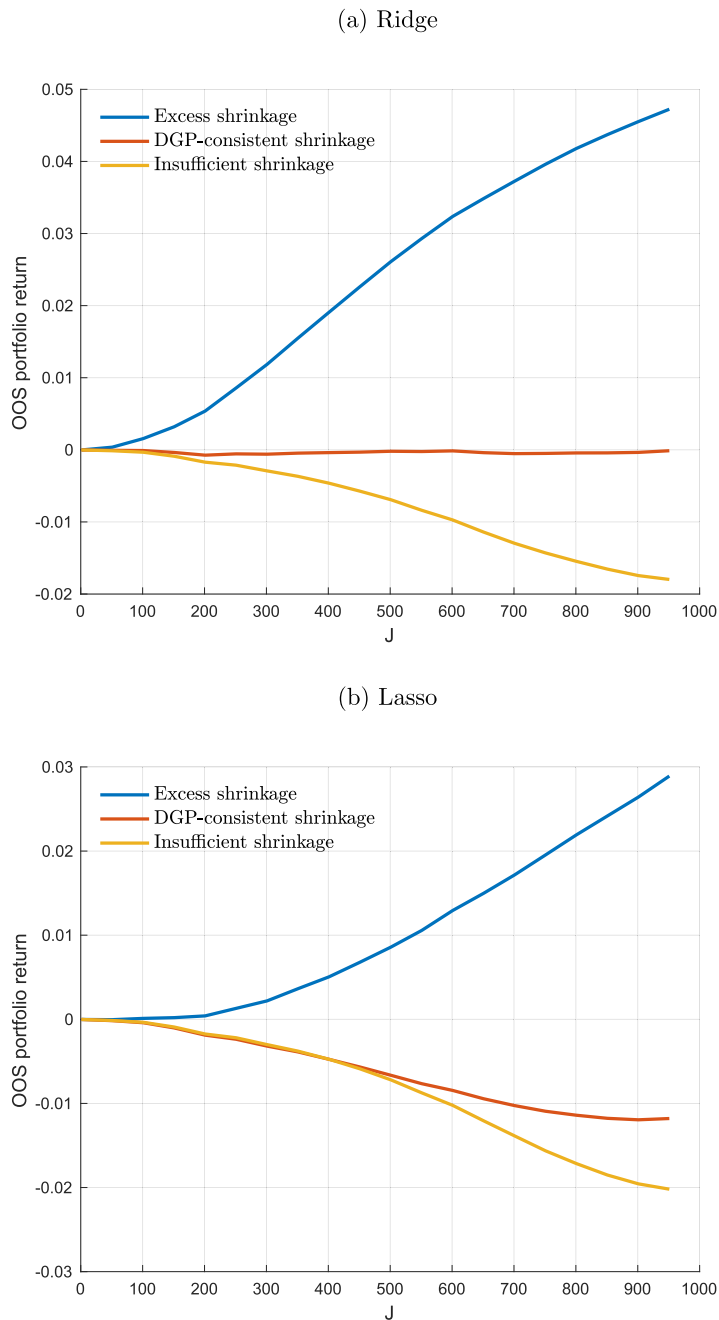 (a) Ridge
0.05
Excess shrinkage
DGP-consistent shrinkage
0.04
Insufficient shrinkage
0.03
0.02
0.01
0
-0.01
-0.02
OOS portfolio return
0 100 200 300 400 500 600 700 800 900 1000
J
(b) Lasso
0.03
Excess shrinkage
DGP-consistent shrinkage
Insufficient shrinkage
0.02
0.01
0
-0.01
-0.02
-0.03
OOS portfolio return
0 100 200 300 400 500 600 700 800 900 1000
J